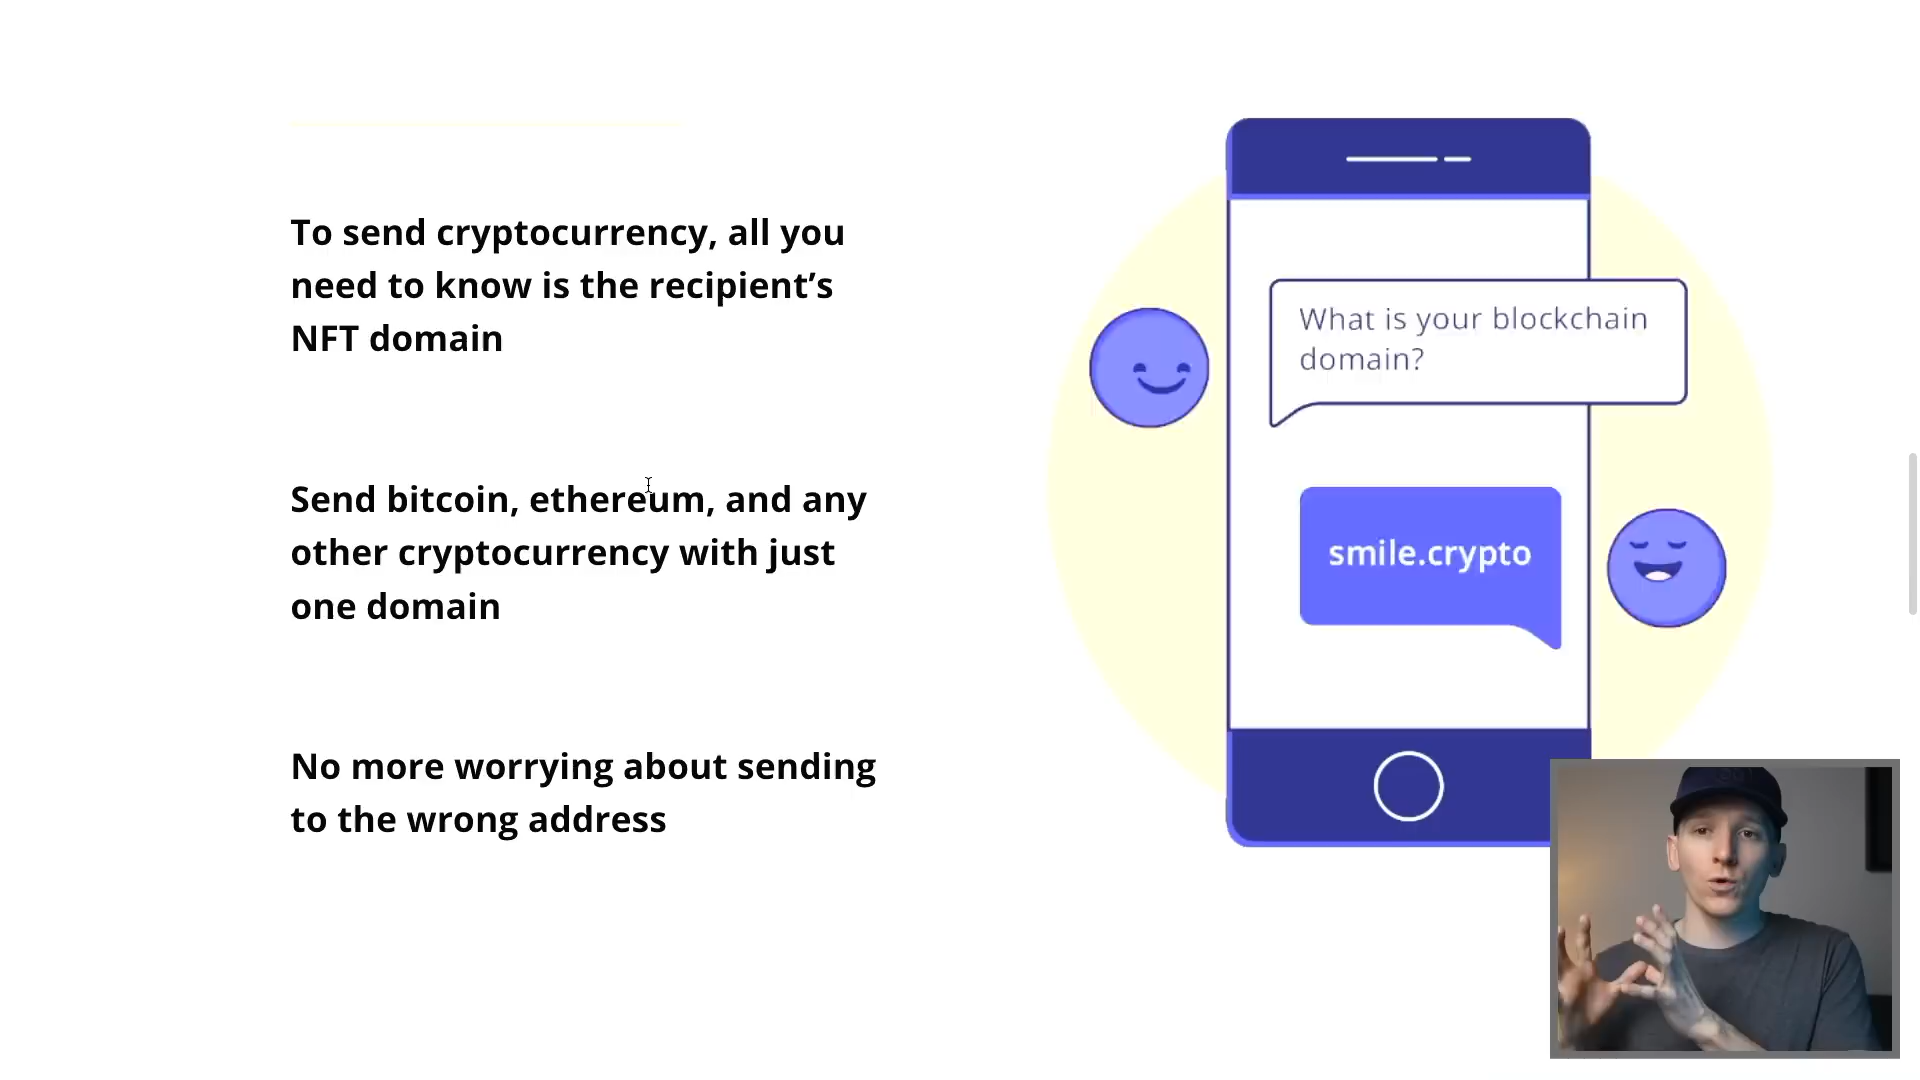 To send cryptocurrency, all you
need to know is the recipient’s
NFT domain
Send bitcoin, ethereum, and any
other cryptocurrency with just
one domain
No more worrying about sending
to the wrong address
What is your blockchain
domain?
smile.crypto